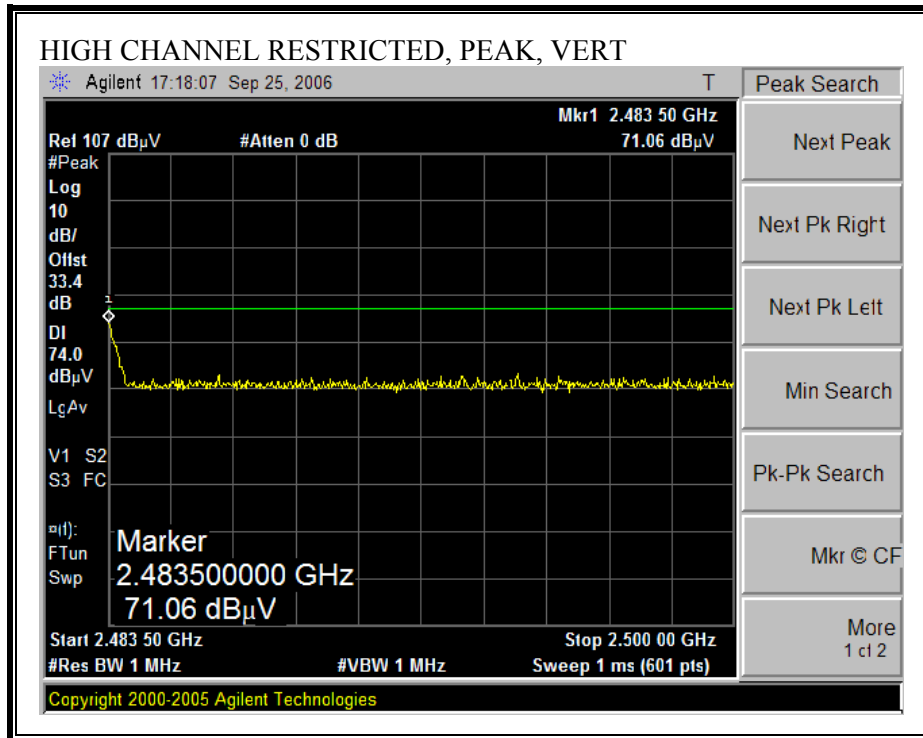 HIGH CHANNEL RESTRICTED, PEAK, VERT
Agilent 17:18:07 Sep 25, 2006 T
Peak Search
Mkr1 2.483 50 GHz
Ref 107 dBµV #Atten 0 dB 71.06 dBµV
#Peak
Log
10
dB/
Offst
33.4
dB
1
DI
74.0
dBµV
LgAv
V1 S2
S3 FC
¤(f):
FTun
Swp
Marker
2.483500000 GHz
71.06 dBµV
Start 2.483 50 GHz Stop 2.500 00 GHz
#Res BW 1 MHz #VBW 1 MHz Sweep 1 ms (601 pts)
Copyright 2000-2005 Agilent Technologies
Next Peak
Next Pk Right
Next Pk Left
Min Search
Pk-Pk Search
Mkr © CF
More
1 of 2